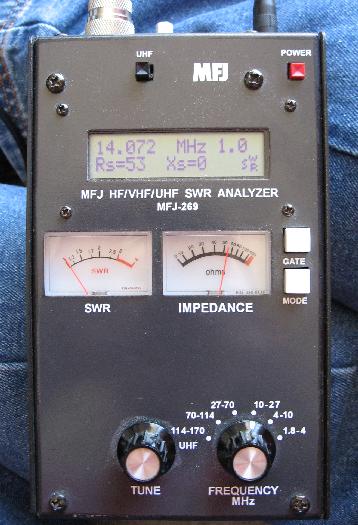 UHF
POWER
MFJ
14.072 MHz 1.0
Rs=53 Xs=0 SWR
MFJ HF/VHF/UHF SWR ANALYZER
MFJ-269
SWR
ohms
GATE
MODE
SWR
IMPEDANCE
27-70 10-27
70-114 4-10
114-170 1.8-4
UHF
TUNE
FREQUENCY
MHz